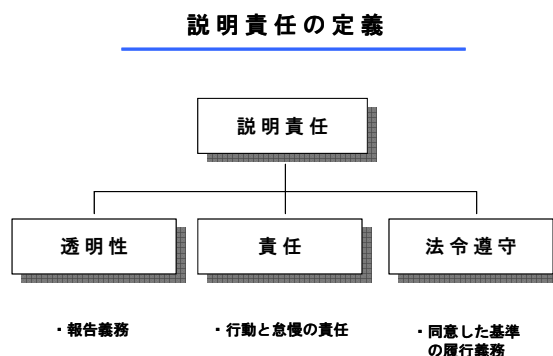 説明責任の定義
説明責任
透明性
責任
法令遵守
・報告義務
・行動と怠慢の責任
・同意した基準
の履行義務